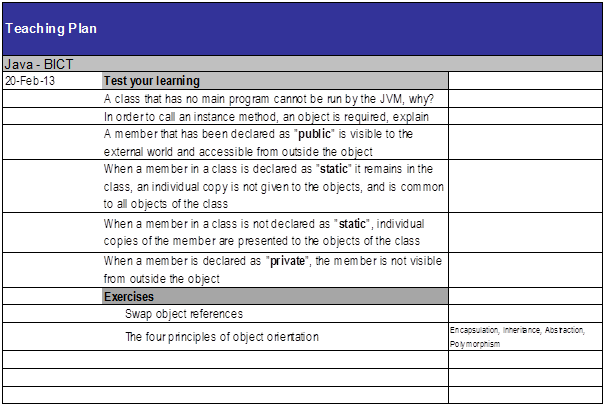 Teaching Plan
Java - BICT
20-Feb-13 Test your learning
A class that has no main program cannot be run by the JVM, why?
In order to call an instance method, an object is required, explain
A member that has been declared as "public" is visible to the
external world and accessible from outside the object
When a member in a class is declared as "static" it remains in the
class, an individual copy is not given to the objects, and is common
to all objects of the class
When a member in a class is not declared as "static", individual
copies of the member are presented to the objects of the class
When a member is declared as "private", the member is not visible
from outside the object
Exercises
Swap object references
The four principles of object orientation
Encapsulation, Inheritance, Abstraction,
Polymorphism